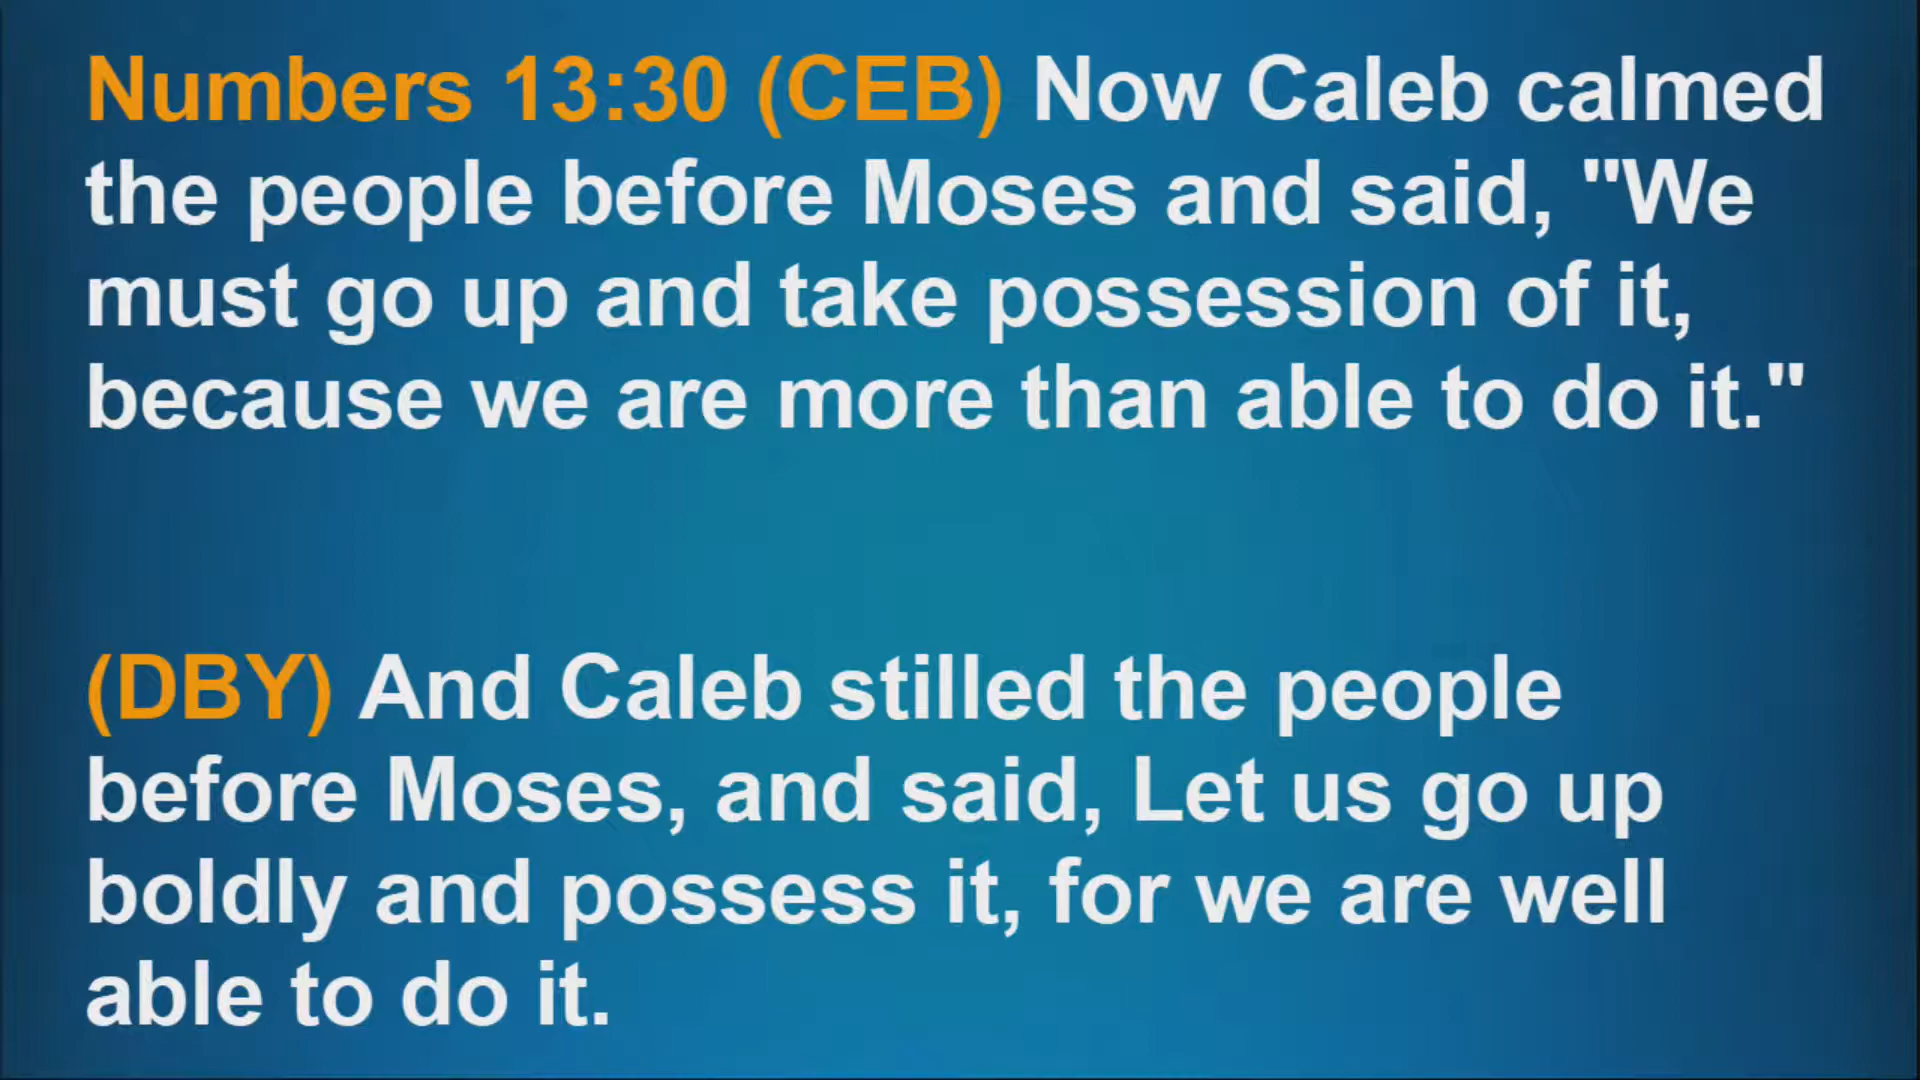 Numbers 13:30 (CEB) Now Caleb calmed
the people before Moses and said, "We
must go up and take possession of it,
because we are more than able to do it."
(DBY) And Caleb stilled the people
before Moses, and said, Let us go up
boldly and possess it, for we are well
able to do it.